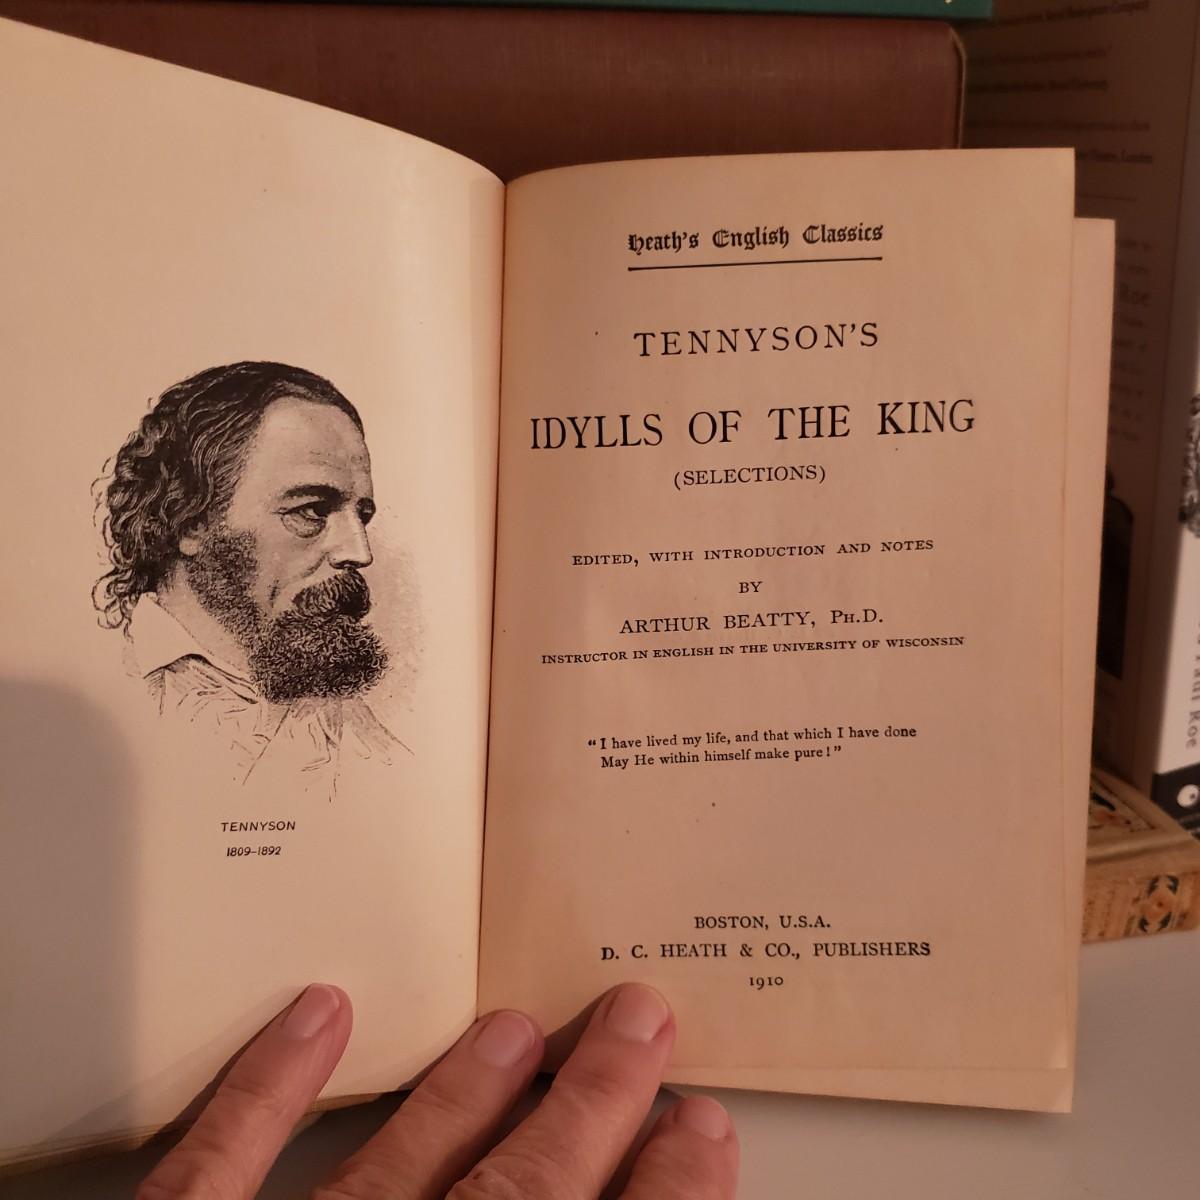 TENNYSON
1809–1892
Heath's English Classics
TENNYSON'S
IDYLLS OF THE KING
(SELECTIONS)
EDITED, WITH INTRODUCTION AND NOTES
BY
ARTHUR BEATTY, PH.D.
INSTRUCTOR IN ENGLISH IN THE UNIVERSITY OF WISCONSIN
"I have lived my life, and that which I have done
May He within himself make pure!"
BOSTON, U.S.A.
D. C. HEATH & CO., PUBLISHERS
1910
Roe